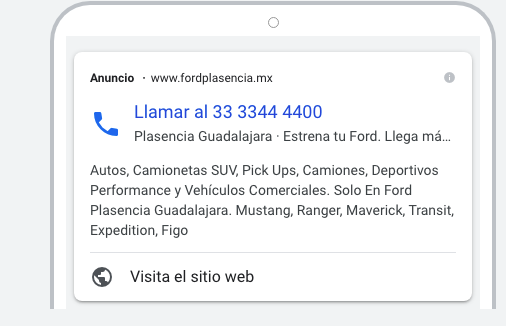 Anuncio · www.fordplasencia.mx
Llamar al 33 3344 4400
Plasencia Guadalajara · Estrena tu Ford. Llega má...
Autos, Camionetas SUV, Pick Ups, Camiones, Deportivos
Performance y Vehículos Comerciales. Solo En Ford
Plasencia Guadalajara. Mustang, Ranger, Maverick, Transit,
Expedition, Figo
Visita el sitio web